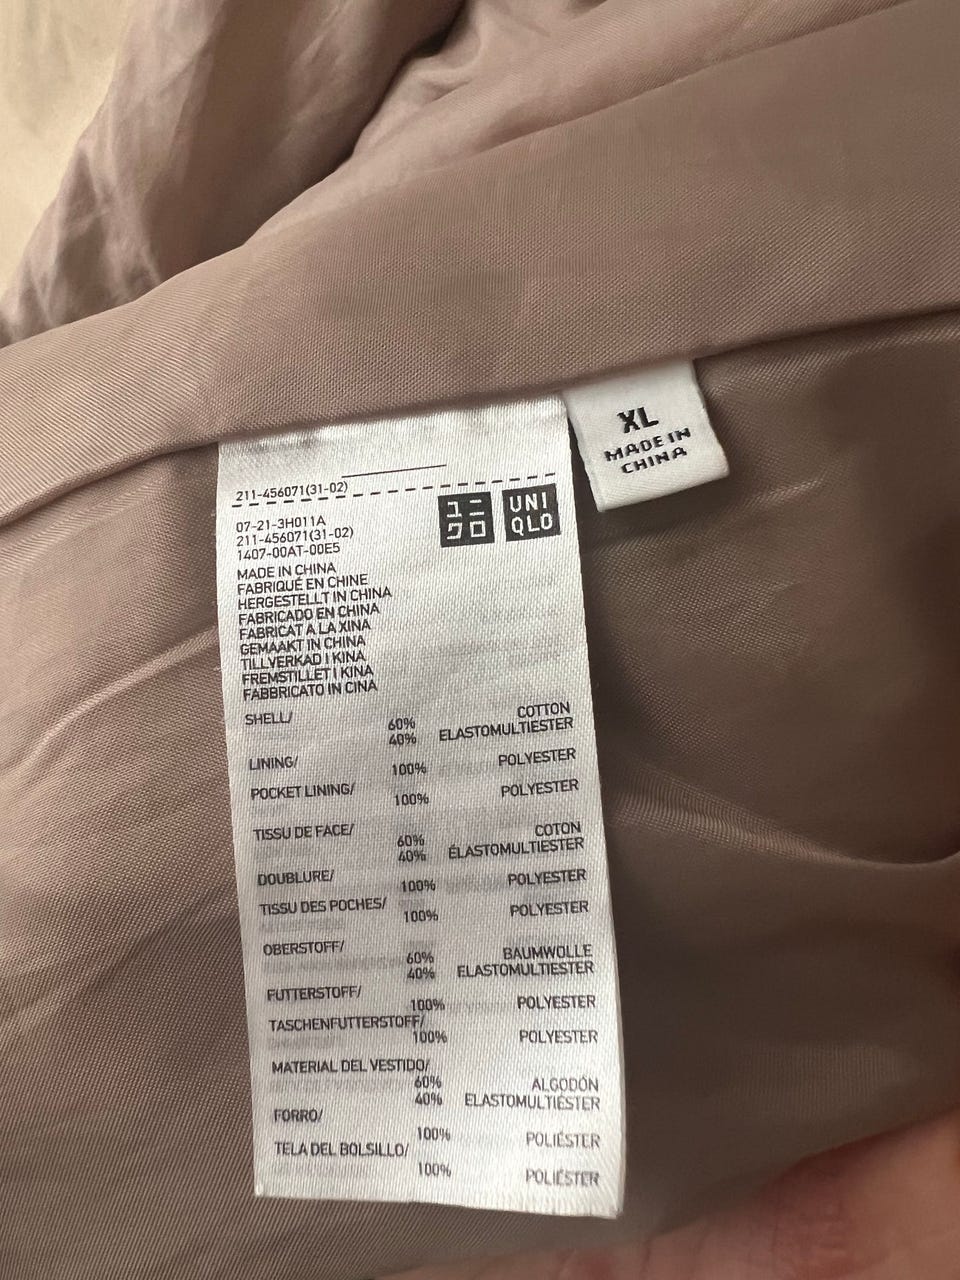 XL
MADE IN
CHINA
211-456071(31-02)
ユニ
クロ
UNI
QLO
07-21-3H011A
211-456071(31-02)
1407-00AT-00E5
MADE IN CHINA
FABRIQUÉ EN CHINE
HERGESTELLT IN CHINA
FABRICADO EN CHINA
FABRICAT A LA XINA
GEMAAKT IN CHINA
TILLVERKAD I KINA
FREMSTILLET I KINA
FABBRICATO IN CINA
SHELL/ 60% COTTON
40% ELASTOMULTIESTER
LINING/ 100% POLYESTER
POCKET LINING/ 100% POLYESTER
TISSU DE FACE/ 60% COTON
40% ÉLASTOMULTIESTER
DOUBLURE/ 100% POLYESTER
TISSU DES POCHES/ 100% POLYESTER
OBERSTOFF/ 60% BAUMWOLLE
40% ELASTOMULTIESTER
FUTTERSTOFF/ 100% POLYESTER
TASCHENFUTTERSTOFF/
100% POLYESTER
MATERIAL DEL VESTIDO/
60% ALGODÓN
40% ELASTOMULTIÉSTER
FORRO/
100% POLIÉSTER
TELA DEL BOLSILLO/
100% POLIÉSTER